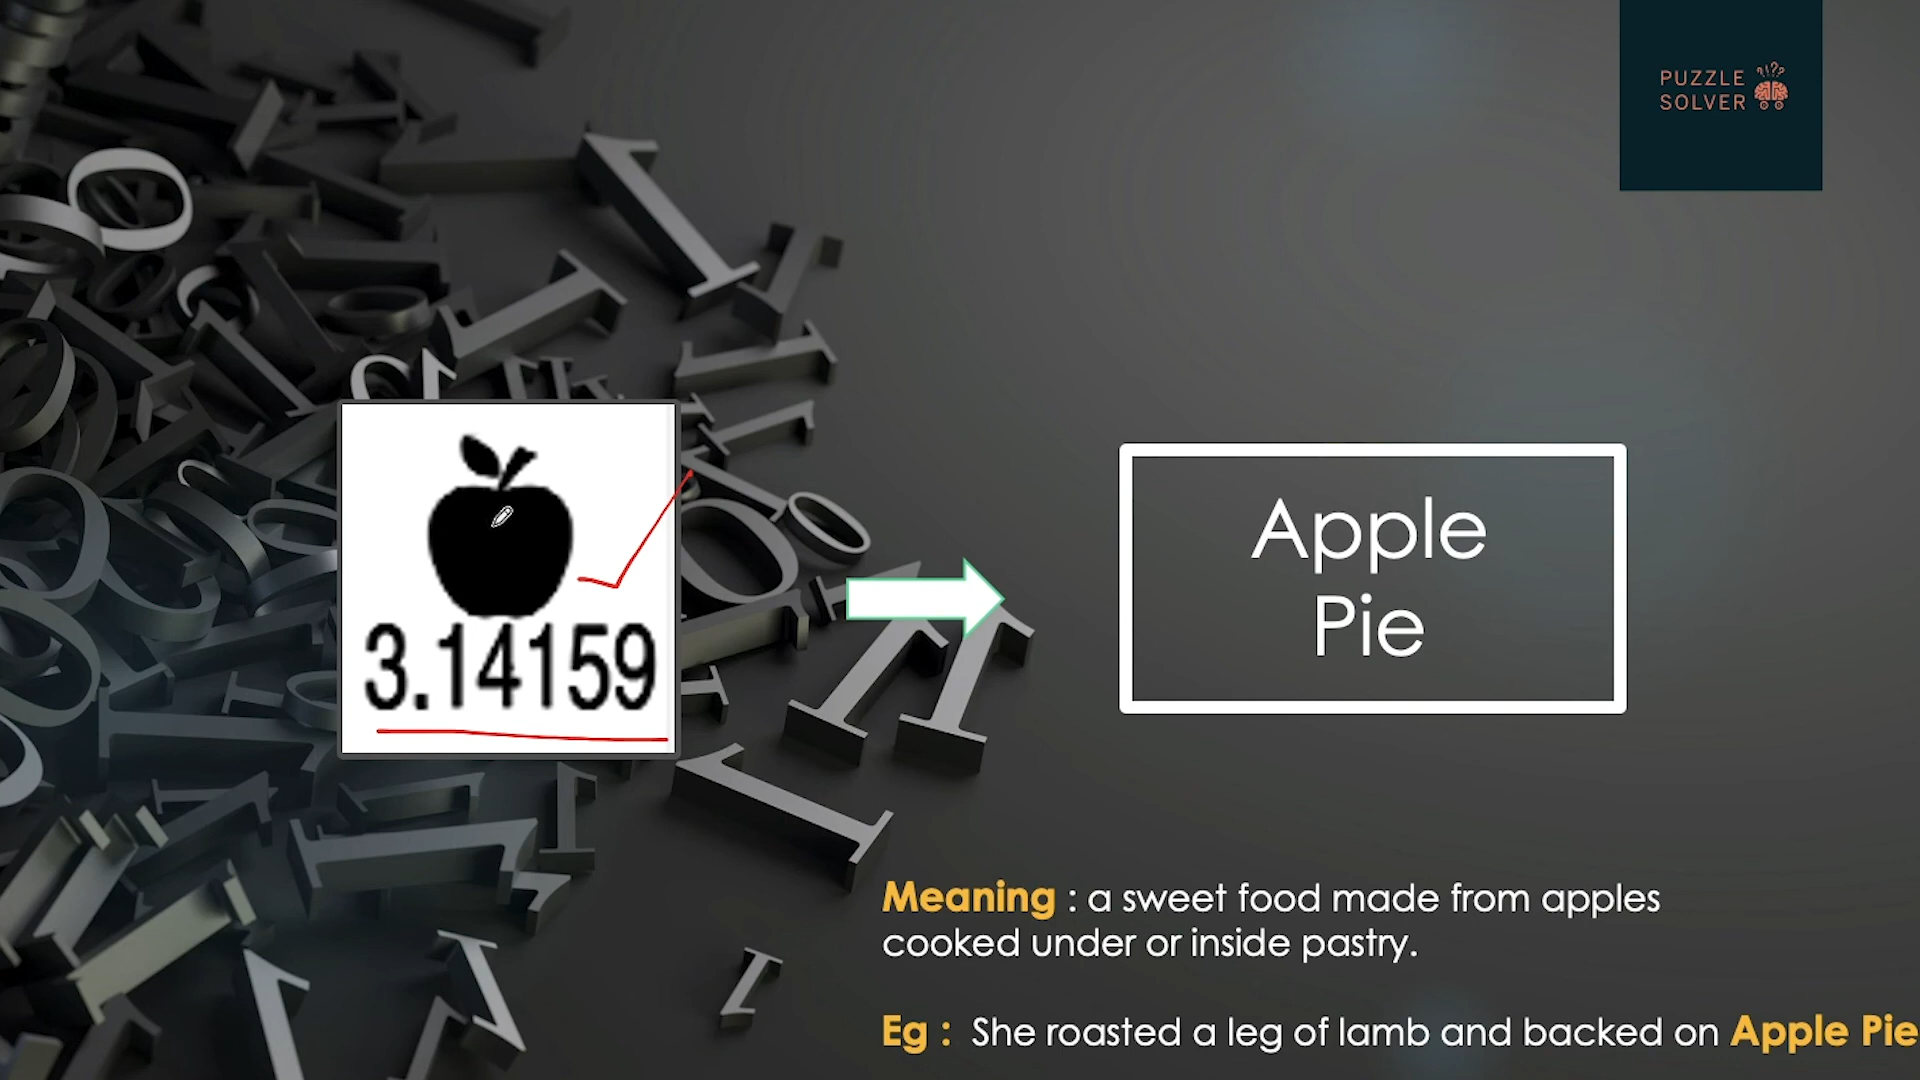 PUZZLE
SOLVER
3.14159
Apple
Pie
Meaning : a sweet food made from apples
cooked under or inside pastry.
Eg : She roasted a leg of lamb and backed on Apple Pie